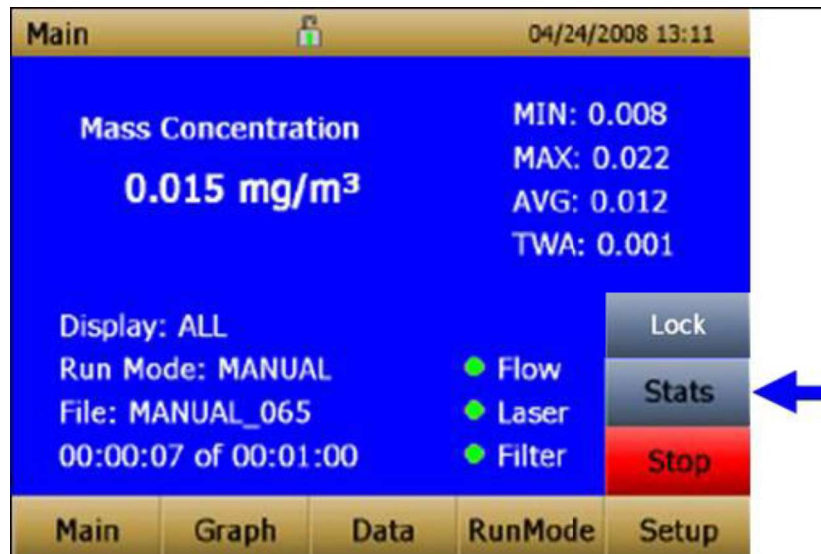 Main
04/24/2008 13:11
Mass Concentration
0.015 mg/m³
MIN: 0.008
MAX: 0.022
AVG: 0.012
TWA: 0.001
Display: ALL
Run Mode: MANUAL
File: MANUAL_065
00:00:07 of 00:01:00
Flow
Laser
Filter
Lock
Stats
Stop
Main Graph Data RunMode Setup